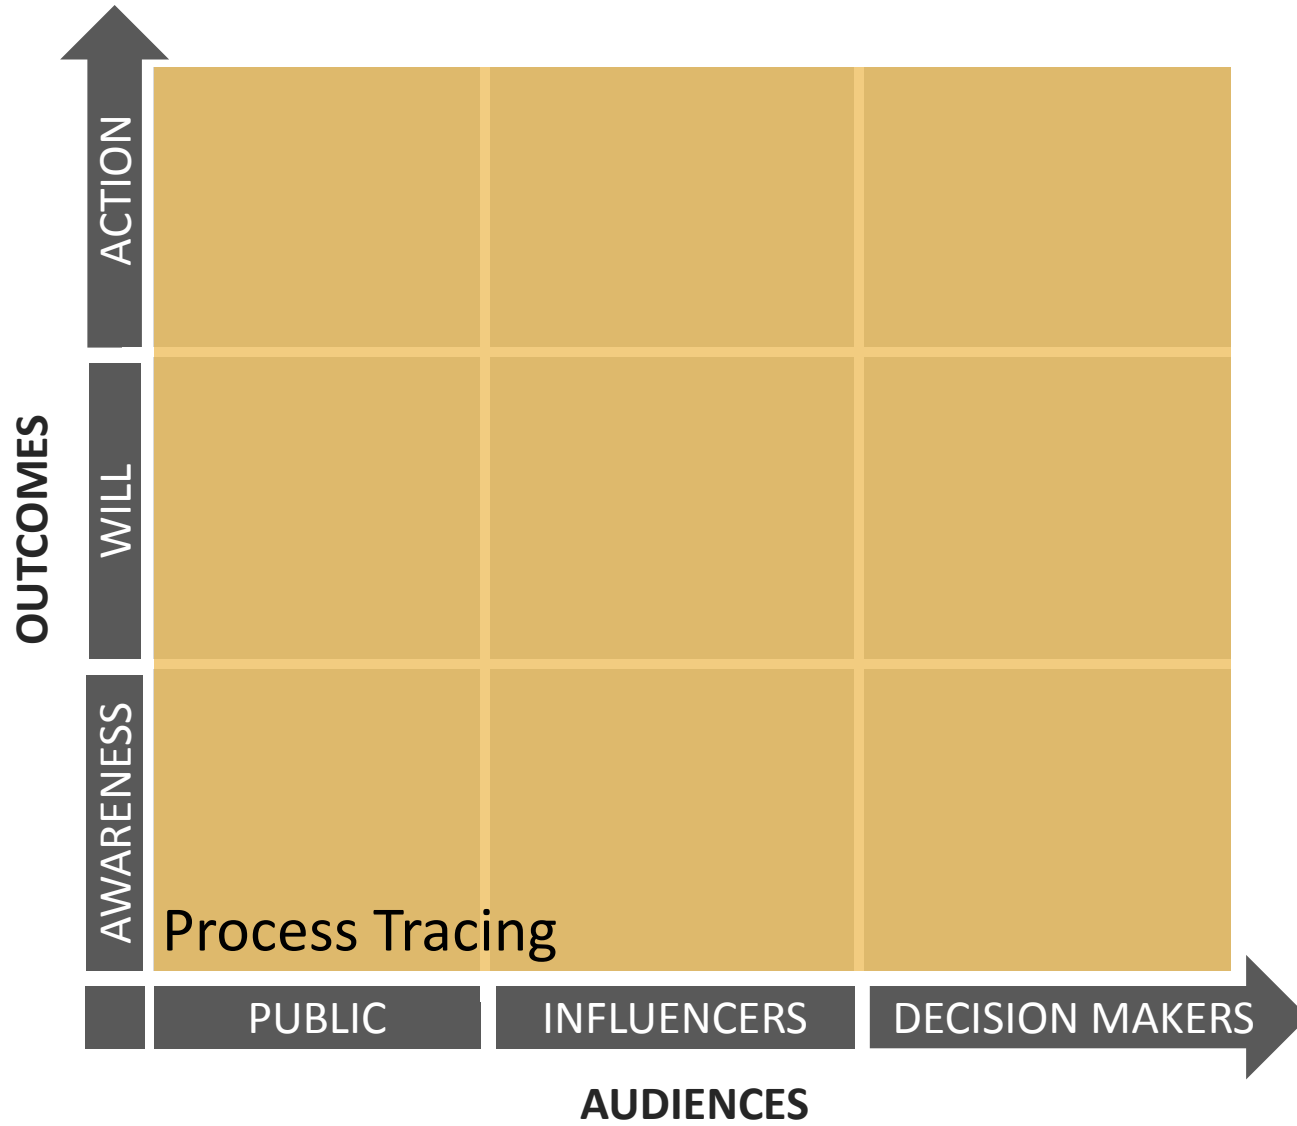 ACTION
WILL
OUTCOMES
AWARENESS
Process Tracing
PUBLIC
INFLUENCERS
DECISION MAKERS
AUDIENCES